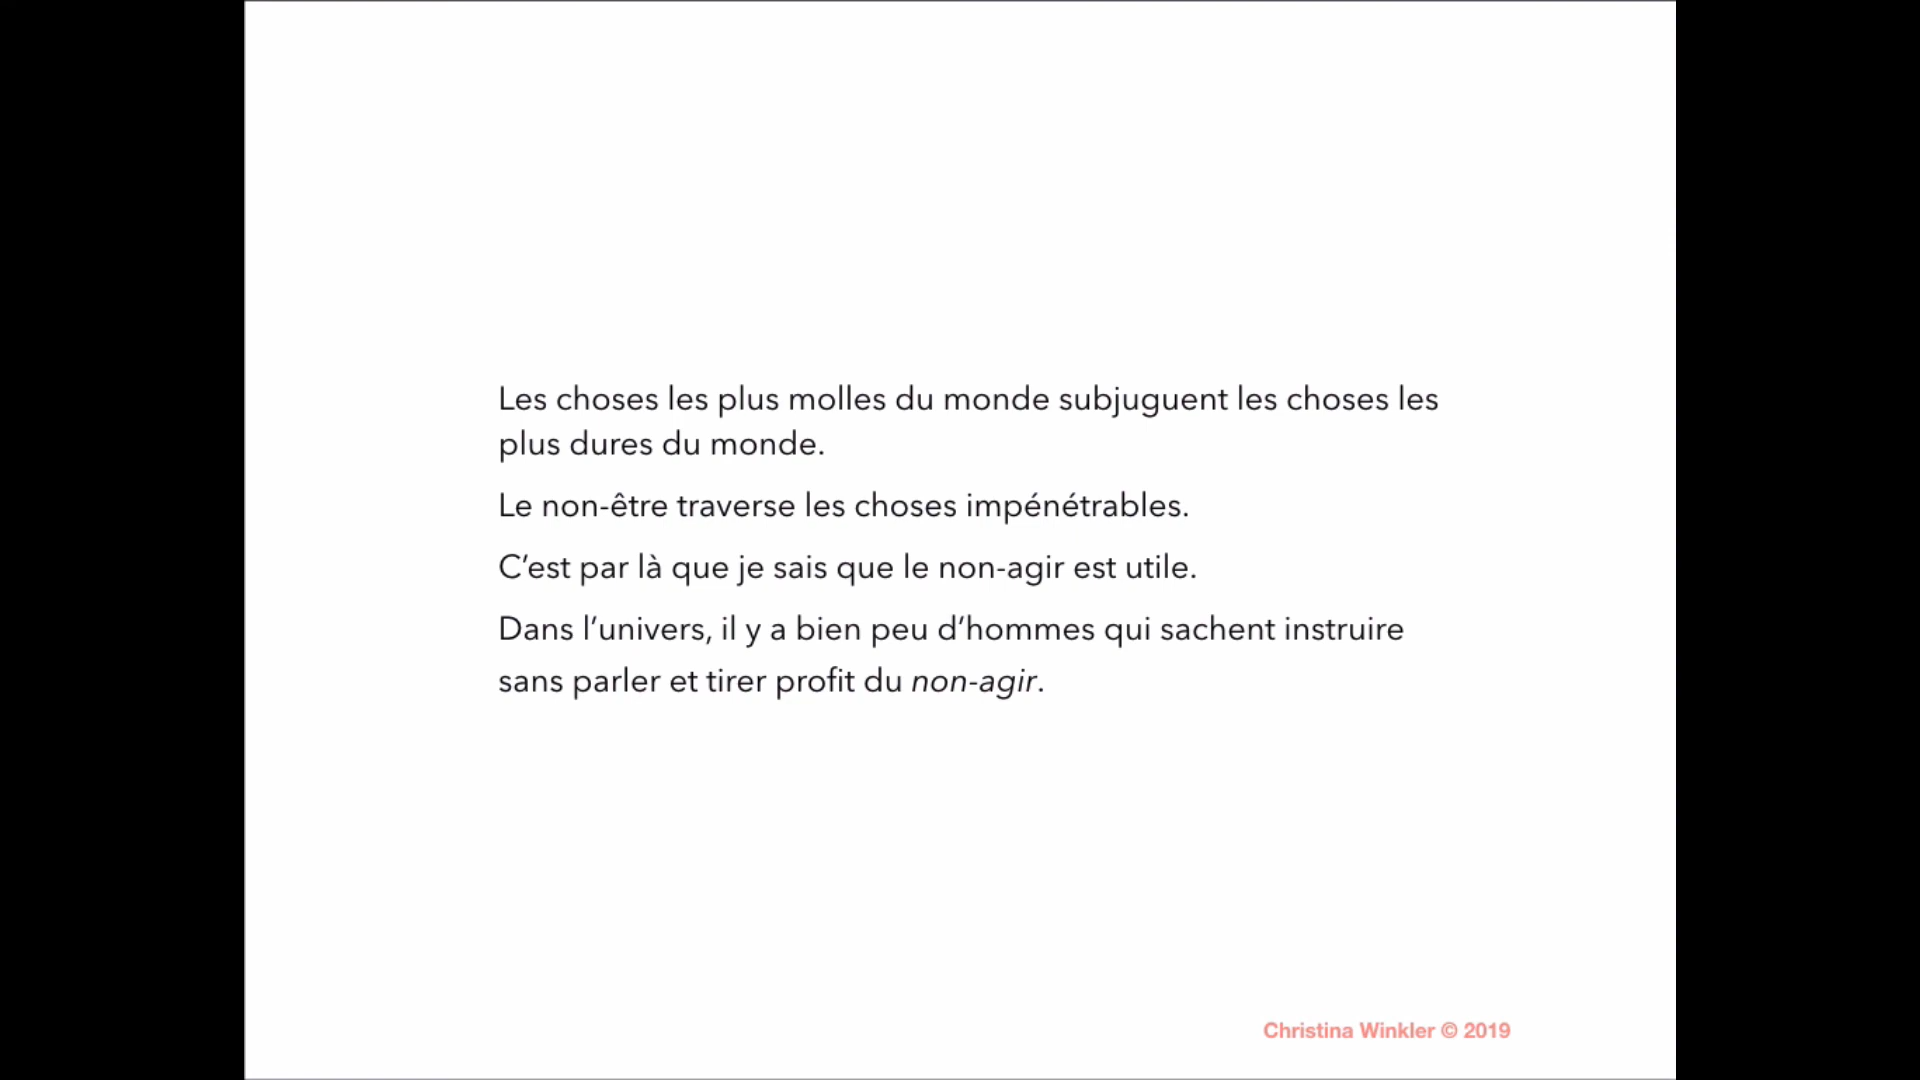 Les choses les plus molles du monde subjuguent les choses les
plus dures du monde.
Le non-être traverse les choses impénétrables.
C’est par là que je sais que le non-agir est utile.
Dans l’univers, il y a bien peu d’hommes qui sachent instruire
sans parler et tirer profit du non-agir.
Christina Winkler © 2019